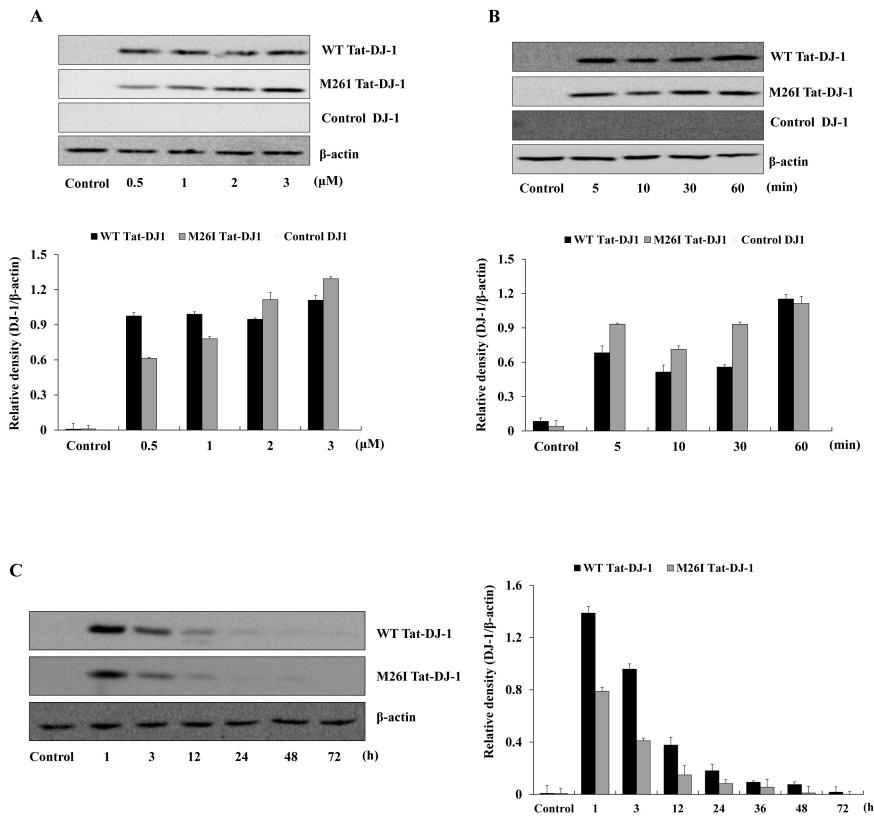 A
WT Tat-DJ-1
M261 Tat-DJ-1
Control DJ-1
β-actin
Control 0.5 1 2 3 (μM)
WT Tat-DJ1 M26I Tat-DJ1 Control DJ1
Relative density (DJ-1/β-actin)
1.5
1.2
0.9
0.6
0.3
0
Control 0.5 1 2 3 (μM)
B
WT Tat-DJ-1
M26I Tat-DJ-1
Control DJ-1
β-actin
Control 5 10 30 60 (min)
WT Tat-DJ1 M26I Tat-DJ1 Control DJ1
Relative density (DJ-1/β-actin)
1.5
1.2
0.9
0.6
0.3
0
Control 5 10 30 60 (min)
C
WT Tat-DJ-1
M26I Tat-DJ-1
β-actin
Control 1 3 12 24 48 72 (h)
WT Tat-DJ-1 M26I Tat-DJ-1
Relative density (DJ-1/β-actin)
1.6
1.2
0.8
0.4
0
Control 1 3 12 24 36 48 72 (h